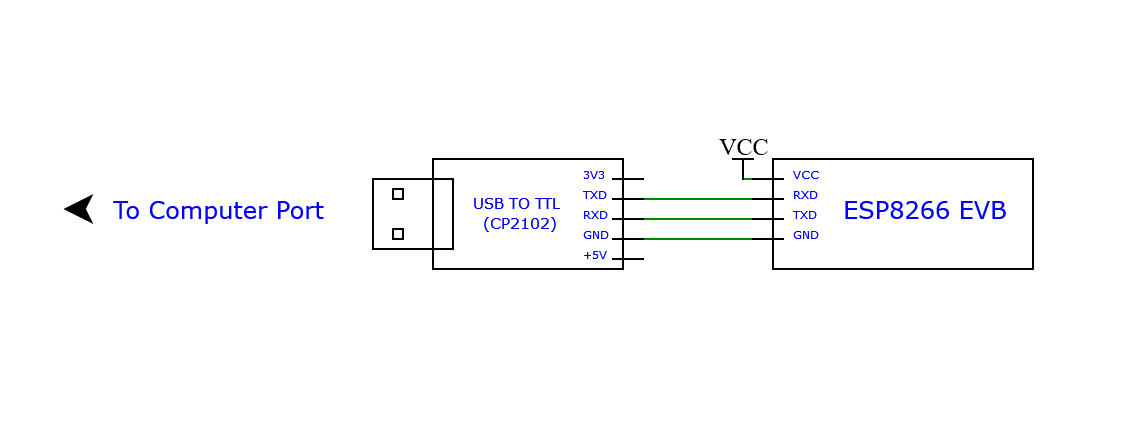 To Computer Port
USB TO TTL
(CP2102)
3V3
TXD
RXD
GND
+5V
VCC
VCC
RXD
TXD
GND
ESP8266 EVB